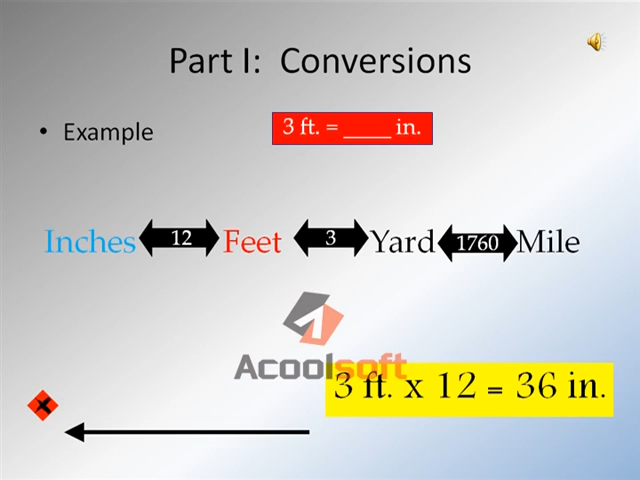 Part I: Conversions
• Example
3 ft. = ____ in.
Inches 12 Feet 3 Yard 1760 Mile
Acoolsoft
3 ft. x 12 = 36 in.
x